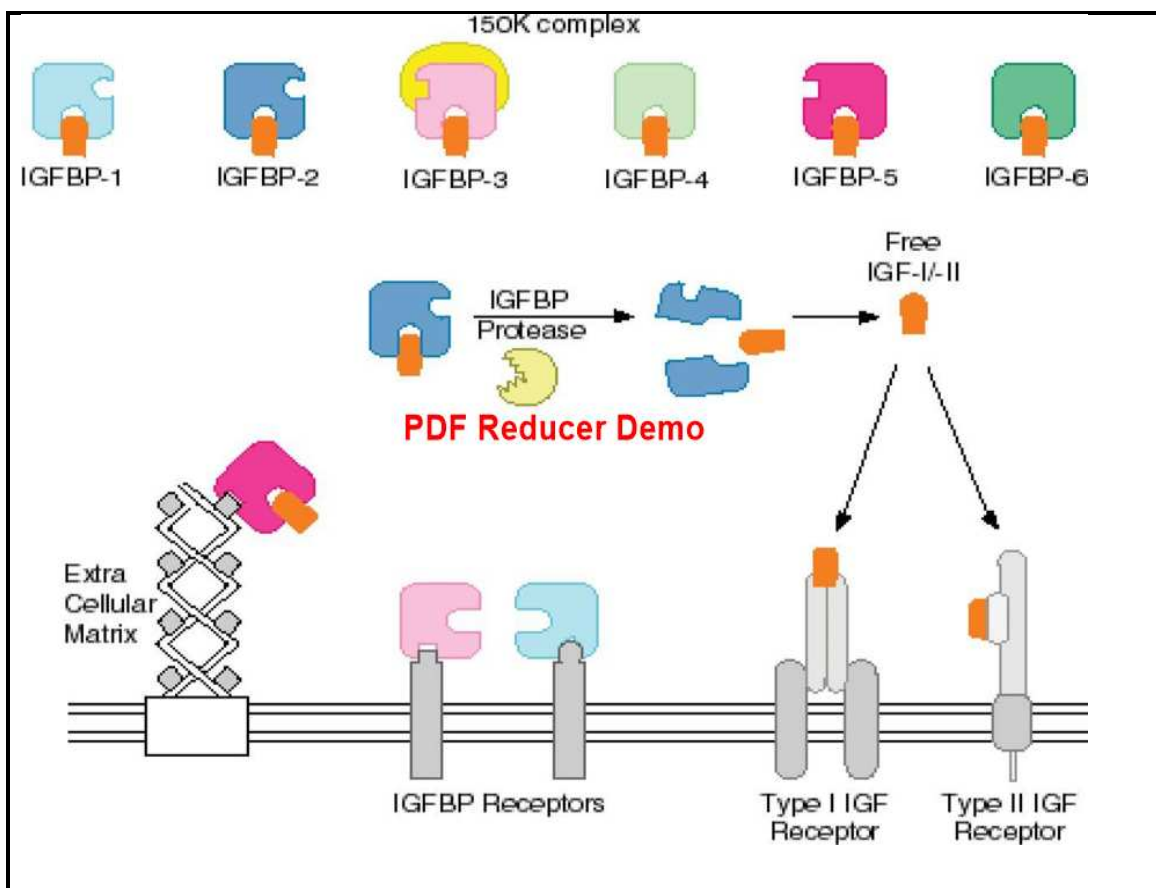 150K complex
IGFBP-1
IGFBP-2
IGFBP-3
IGFBP-4
IGFBP-5
IGFBP-6
Free
IGF-I/-II
IGFBP
Protease
PDF Reducer Demo
Extra
Cellular
Matrix
IGFBP Receptors
Type I IGF
Receptor
Type II IGF
Receptor